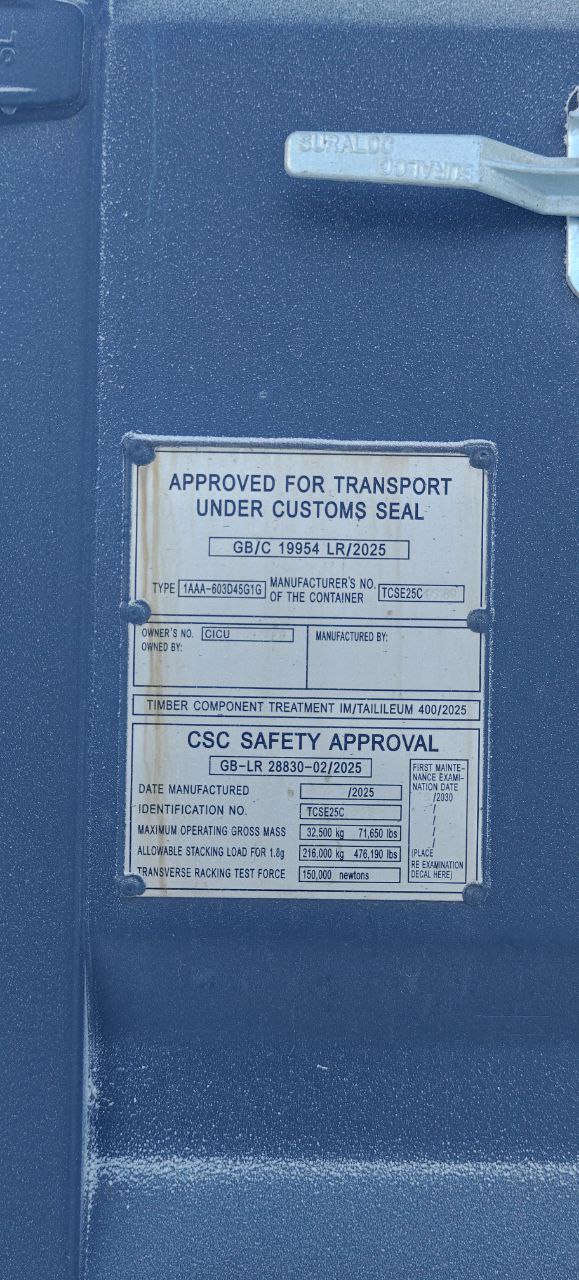 SL
SURALOC
SURALOC
APPROVED FOR TRANSPORT
UNDER CUSTOMS SEAL
GB/C 19954 LR/2025
TYPE 1AAA-603D45G1G MANUFACTURER'S NO. OF THE CONTAINER TCSE25C
OWNER'S NO. CICU
OWNED BY:
MANUFACTURED BY:
TIMBER COMPONENT TREATMENT IM/TAILILEUM 400/2025
CSC SAFETY APPROVAL
GB-LR 28830-02/2025
DATE MANUFACTURED /2025
IDENTIFICATION NO. TCSE25C
MAXIMUM OPERATING GROSS MASS 32,500 kg 71,650 lbs
ALLOWABLE STACKING LOAD FOR 1.8g 216,000 kg 476,190 lbs
TRANSVERSE RACKING TEST FORCE 150,000 newtons
FIRST MAINTE-
NANCE EXAMI-
NATION DATE
/2030
/
/
/
/
(PLACE
RE EXAMINATION
DECAL HERE)